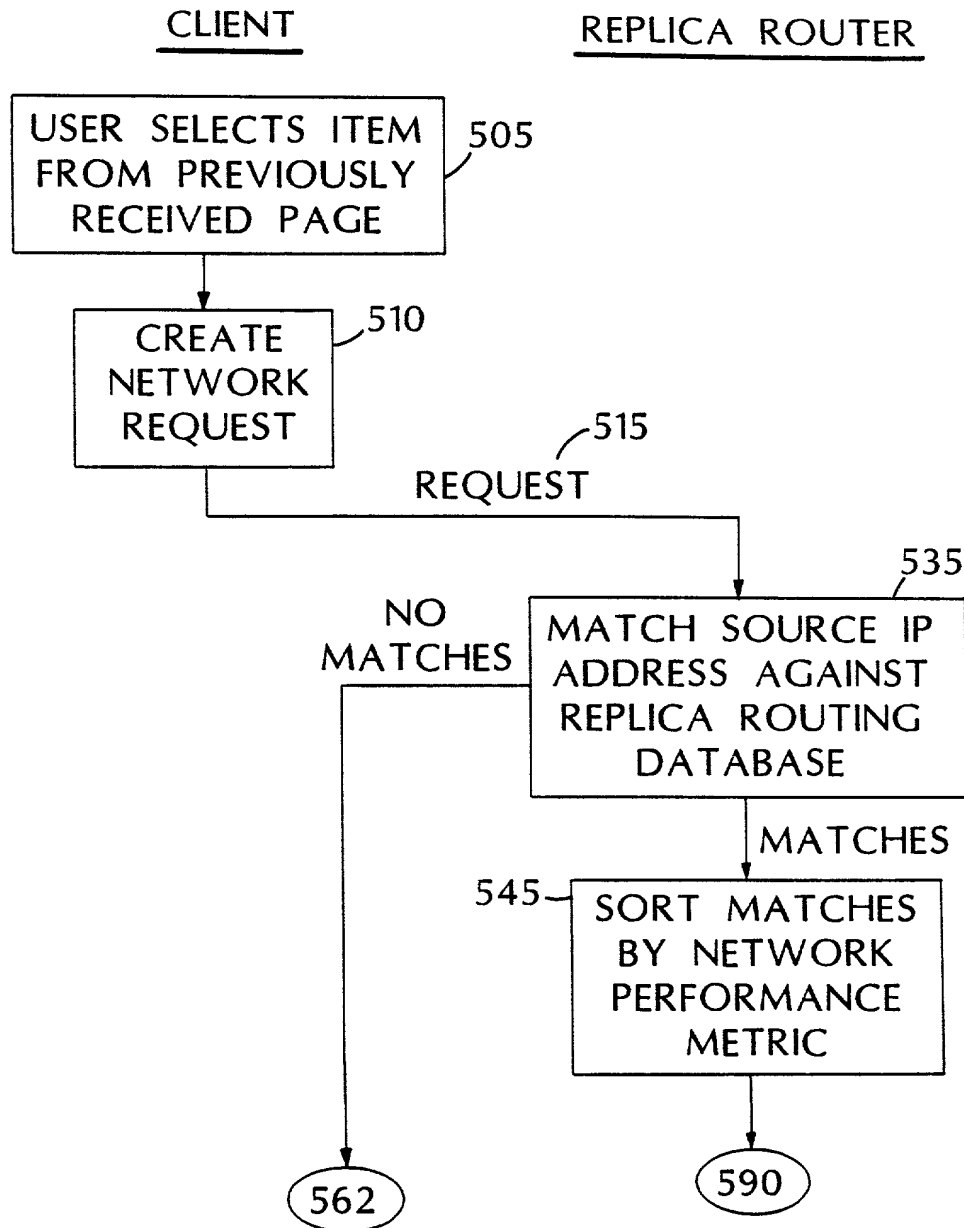 CLIENT
REPLICA ROUTER
USER SELECTS ITEM
FROM PREVIOUSLY
RECEIVED PAGE
505
CREATE
NETWORK
REQUEST
510
515
REQUEST
535
NO
MATCHES
MATCH SOURCE IP
ADDRESS AGAINST
REPLICA ROUTING
DATABASE
MATCHES
545
SORT MATCHES
BY NETWORK
PERFORMANCE
METRIC
562
590